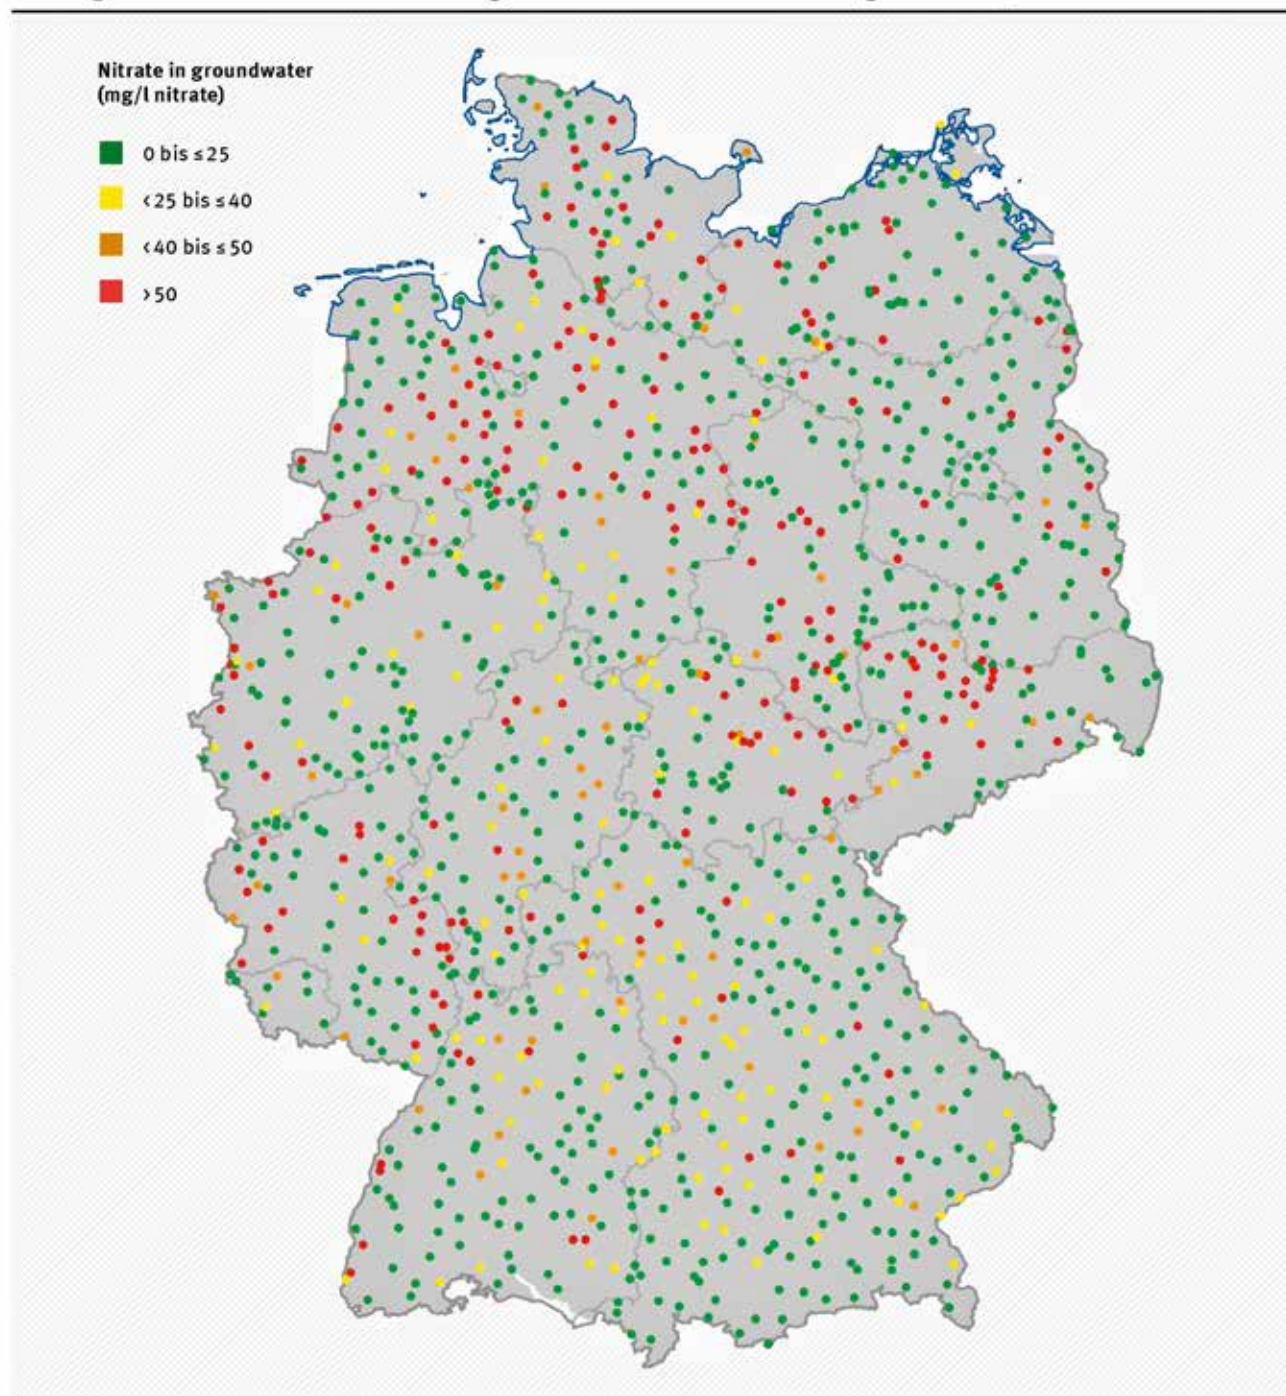 Nitrate in groundwater
(mg/l nitrate)
0 bis ≤ 25
< 25 bis ≤ 40
< 40 bis ≤ 50
> 50